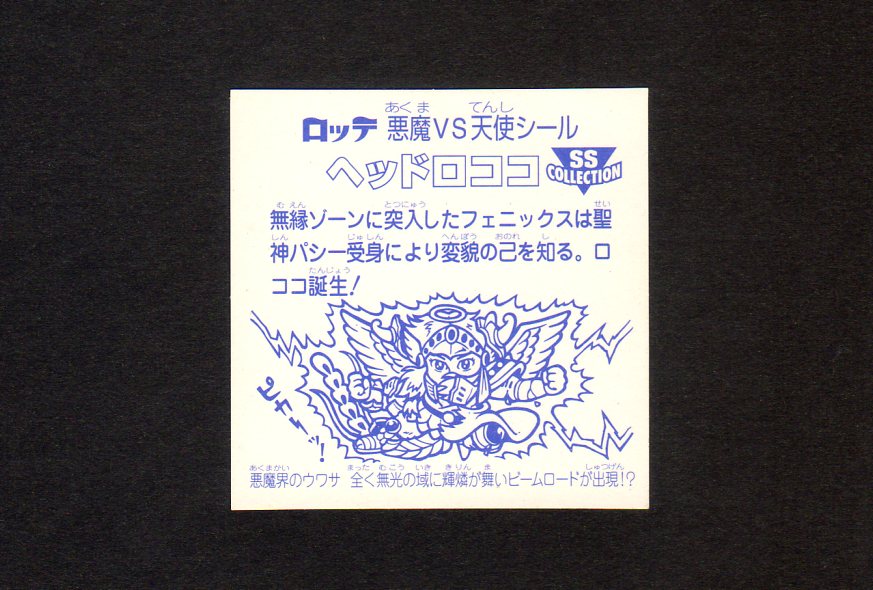 ロッテ 悪魔VS天使シール
あくま てんし
ヘッドロココ SS COLLECTION
むえん とつにゅう せい
無縁ゾーンに突入したフェニックスは聖
しん じゅしん へんぼう おのれ し
神パシー受身により変貌の己を知る。ロ
たんじょう
ココ誕生!
ピカーッ!
あくまかい まった むこう いき きりん ま しゅつげん
悪魔界のウワサ 全く無光の域に輝燐が舞いビームロードが出現!?